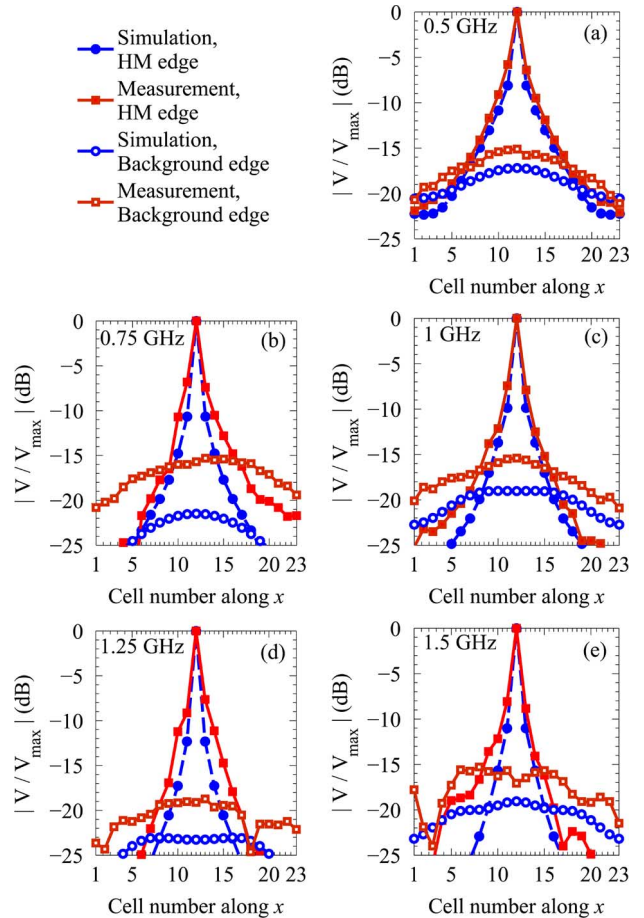 Simulation,
HM edge
Measurement,
HM edge
Simulation,
Background edge
Measurement,
Background edge
0.5 GHz
(a)
| V / Vmax | (dB)
0
−5
−10
−15
−20
−25
1 5 10 15 20 23
Cell number along x
0.75 GHz
(b)
| V / Vmax | (dB)
0
−5
−10
−15
−20
−25
1 5 10 15 20 23
Cell number along x
1 GHz
(c)
| V / Vmax | (dB)
0
−5
−10
−15
−20
−25
1 5 10 15 20 23
Cell number along x
1.25 GHz
(d)
| V / Vmax | (dB)
0
−5
−10
−15
−20
−25
1 5 10 15 20 23
Cell number along x
1.5 GHz
(e)
| V / Vmax | (dB)
0
−5
−10
−15
−20
−25
1 5 10 15 20 23
Cell number along x